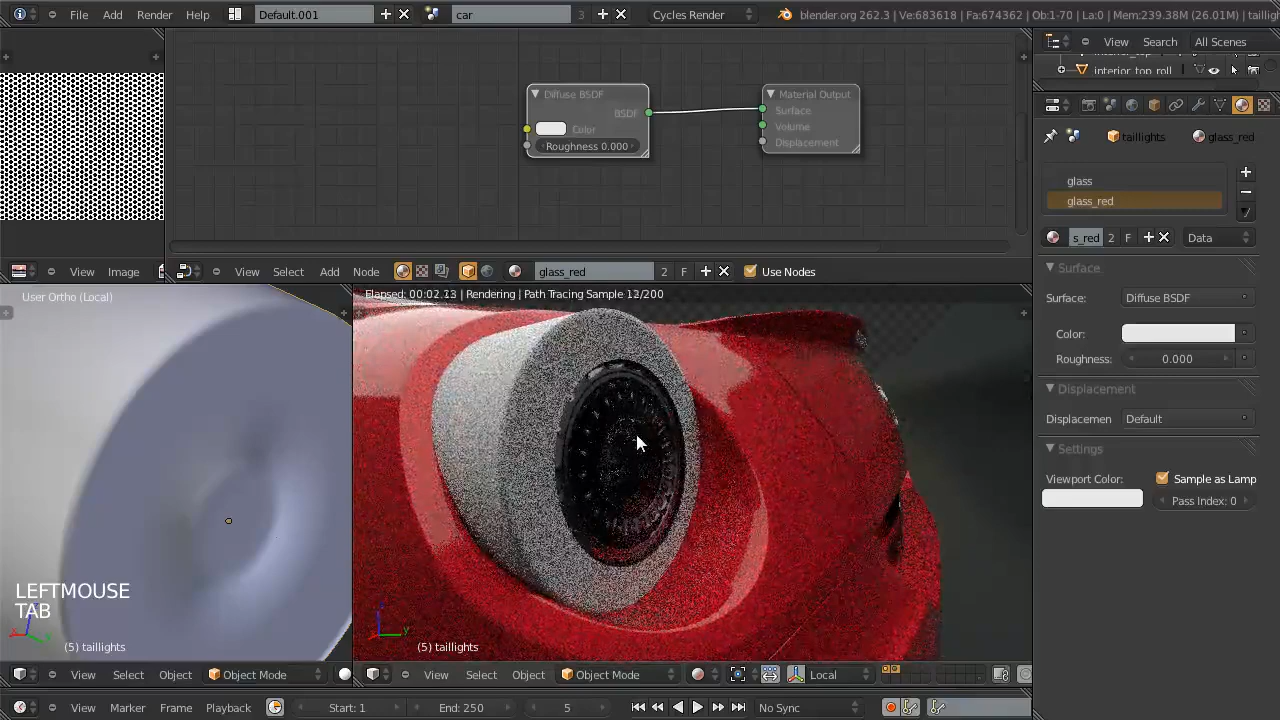 File Add Render Help Default.001 car 3 Cycles Render blender.org 262.3 | Ve:683618 | Fa:674362 | Ob:1-70 | La:0 | Mem:239.38M (26.01M) | tailligh
View Search All Scenes
interior_top_roll
Diffuse BSDF
BSDF
Color
Roughness 0.000
Material Output
Surface
Volume
Displacement
taillights glass_red
glass
glass_red
s_red 2 F Data
View Image
View Select Add Node glass_red 2 F Use Nodes
Surface
Surface: Diffuse BSDF
Color:
Roughness: 0.000
Displacement
Displacemen Default
Settings
Viewport Color: Sample as Lamp
Pass Index: 0
User Ortho (Local)
LEFTMOUSE
TAB
(5) taillights
Elapsed: 00:02.13 | Rendering | Path Tracing Sample 12/200
(5) taillights
View Select Object Object Mode
View Select Object Object Mode Local
View Marker Frame Playback Start: 1 End: 250 5 No Sync